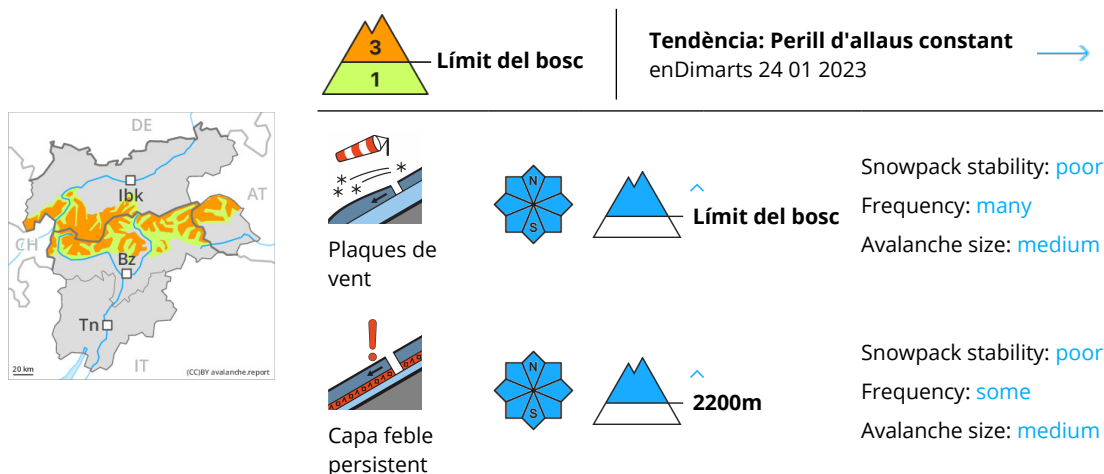 3
1
Límit del bosc
Tendència: Perill d'allaus constant
enDimarts 24 01 2023
DE
AT
Ibk
CH
Bz
Tn
IT
20 km
(CC)BY avalanche.report
Plaques de
vent
N
S
Límit del bosc
Snowpack stability: poor
Frequency: many
Avalanche size: medium
Capa feble
persistent
N
S
2200m
Snowpack stability: poor
Frequency: some
Avalanche size: medium